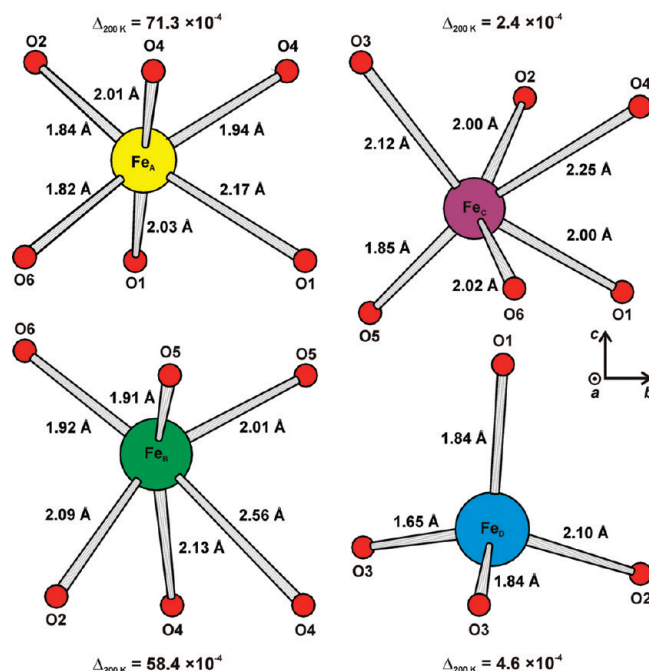 Δ200 K = 71.3 ×10-4
O2
O4
O4
2.01 Å
1.84 Å
1.94 Å
FeA
1.82 Å
2.17 Å
2.03 Å
O6
O1
O1
Δ200 K = 2.4 ×10-4
O3
O2
O4
2.00 Å
2.12 Å
2.25 Å
FeC
1.85 Å
2.00 Å
2.02 Å
O5
O6
O1
O6
O5
O5
1.91 Å
1.92 Å
2.01 Å
FeB
2.09 Å
2.56 Å
2.13 Å
O2
O4
O4
Δ200 K = 58.4 ×10-4
c
a
b
O1
1.84 Å
1.65 Å
FeD
2.10 Å
1.84 Å
O3
O2
O3
Δ200 K = 4.6 ×10-4